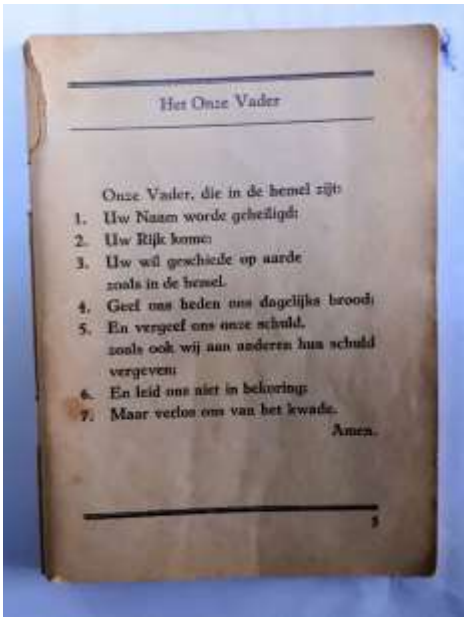 Het Onze Vader
Onze Vader, die in de hemel zijt:
1. Uw Naam worde geheiligd;
2. Uw Rijk kome;
3. Uw wil geschiede op aarde
zoals in de hemel.
4. Geef ons heden ons dagelijks brood;
5. En vergeef ons onze schuld,
zoals ook wij aan anderen hun schuld
vergeven;
6. En leid ons niet in bekoring;
7. Maar verlos ons van het kwade.
Amen.
5